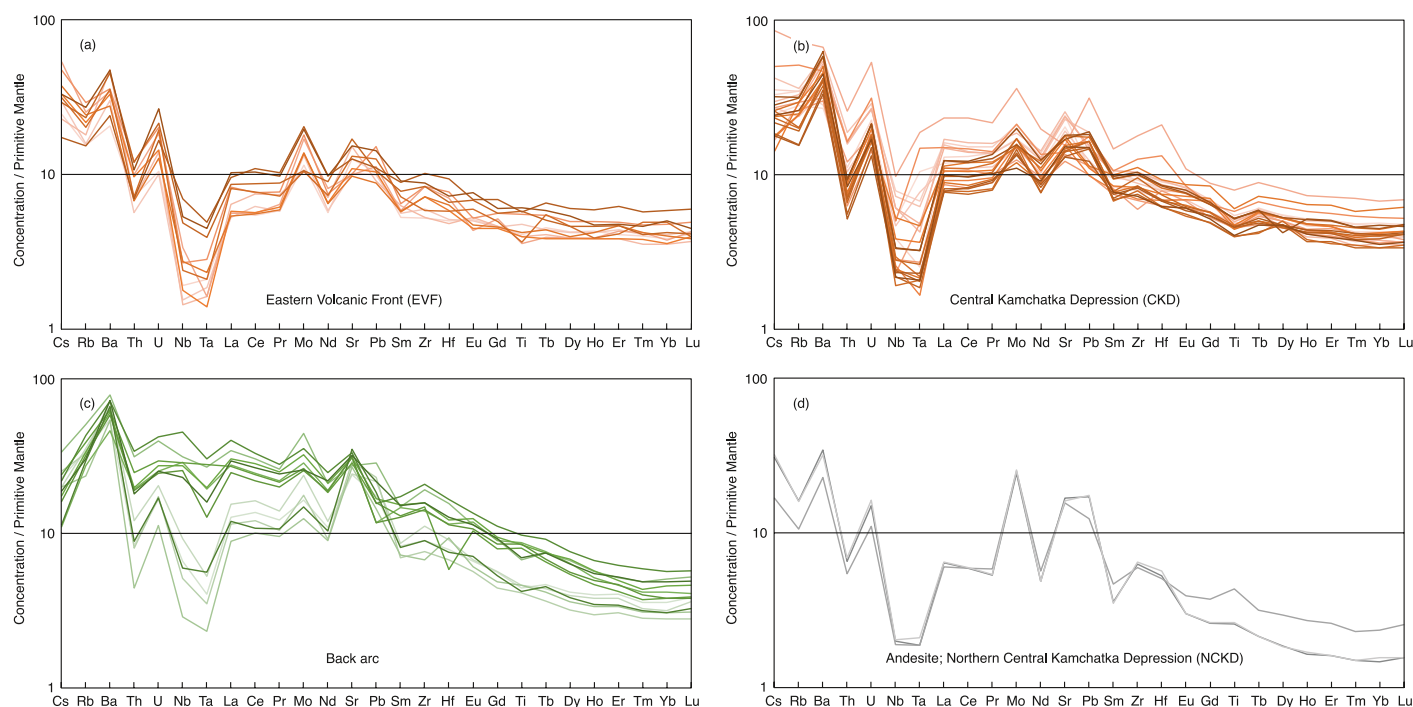 100
(a)
10
Concentration / Primitive Mantle
Eastern Volcanic Front (EVF)
1
Cs Rb Ba Th U Nb Ta La Ce Pr Mo Nd Sr Pb Sm Zr Hf Eu Gd Ti Tb Dy Ho Er Tm Yb Lu
100
(b)
10
Concentration / Primitive Mantle
Central Kamchatka Depression (CKD)
1
Cs Rb Ba Th U Nb Ta La Ce Pr Mo Nd Sr Pb Sm Zr Hf Eu Gd Ti Tb Dy Ho Er Tm Yb Lu
100
(c)
10
Concentration / Primitive Mantle
Back arc
1
Cs Rb Ba Th U Nb Ta La Ce Pr Mo Nd Sr Pb Sm Zr Hf Eu Gd Ti Tb Dy Ho Er Tm Yb Lu
100
(d)
10
Concentration / Primitive Mantle
Andesite; Northern Central Kamchatka Depression (NCKD)
1
Cs Rb Ba Th U Nb Ta La Ce Pr Mo Nd Sr Pb Sm Zr Hf Eu Gd Ti Tb Dy Ho Er Tm Yb Lu